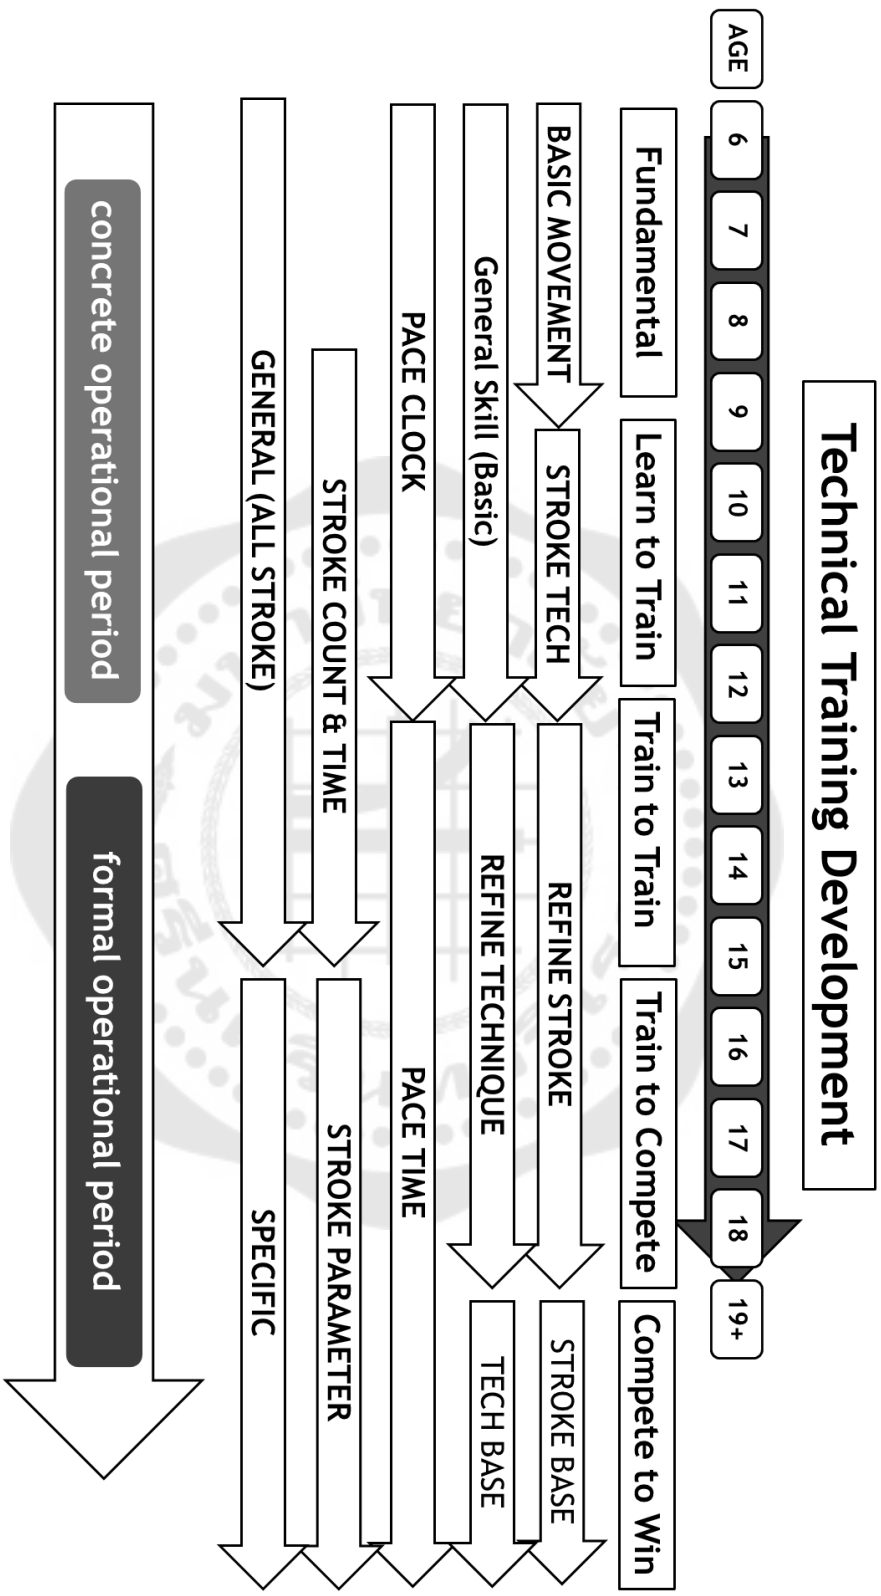 Technical Training Development
AGE
6
7
8
9
10
11
12
13
14
15
16
17
18
19+
Fundamental
Learn to Train
Train to Train
Train to Compete
Compete to Win
BASIC MOVEMENT
STROKE TECH
REFINE STROKE
STROKE BASE
General Skill (Basic)
REFINE TECHNIQUE
TECH BASE
PACE CLOCK
PACE TIME
STROKE COUNT & TIME
STROKE PARAMETER
GENERAL (ALL STROKE)
SPECIFIC
concrete operational period
formal operational period